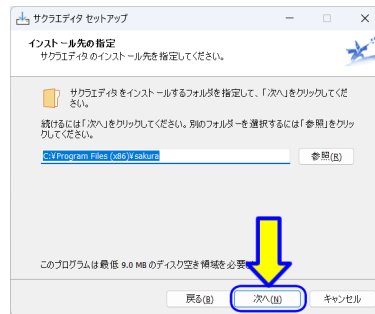 サクラエディタ セットアップ
インストール先の指定
サクラエディタのインストール先を指定してください。
サクラエディタをインストールするフォルダを指定して、「次へ」をクリックしてくだ
さい。
続けるには「次へ」をクリックしてください。別のフォルダーを選択するには「参照」をクリッ
クしてください。
C:¥Program Files (x86)¥sakura
参照(R)
このプログラムは最低 9.0 MBのディスク空き領域を必要
戻る(B)
次へ(N)
キャンセル